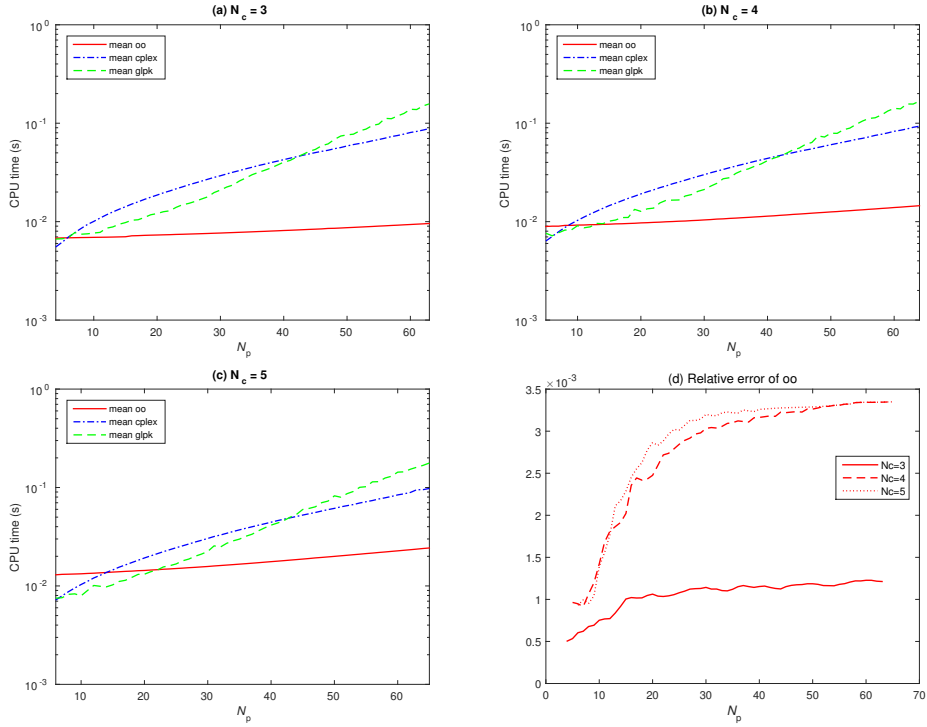 (a) N_c = 3
10^0
10^-1
10^-2
10^-3
CPU time (s)
mean oo
mean cplex
mean glpk
10 20 30 40 50 60
N_p
(b) N_c = 4
10^0
10^-1
10^-2
10^-3
CPU time (s)
mean oo
mean cplex
mean glpk
10 20 30 40 50 60
N_p
(c) N_c = 5
10^0
10^-1
10^-2
10^-3
CPU time (s)
mean oo
mean cplex
mean glpk
10 20 30 40 50 60
N_p
(d) Relative error of oo
×10^-3
3.5
3
2.5
2
1.5
1
0.5
0
Nc=3
Nc=4
Nc=5
0 10 20 30 40 50 60 70
N_p